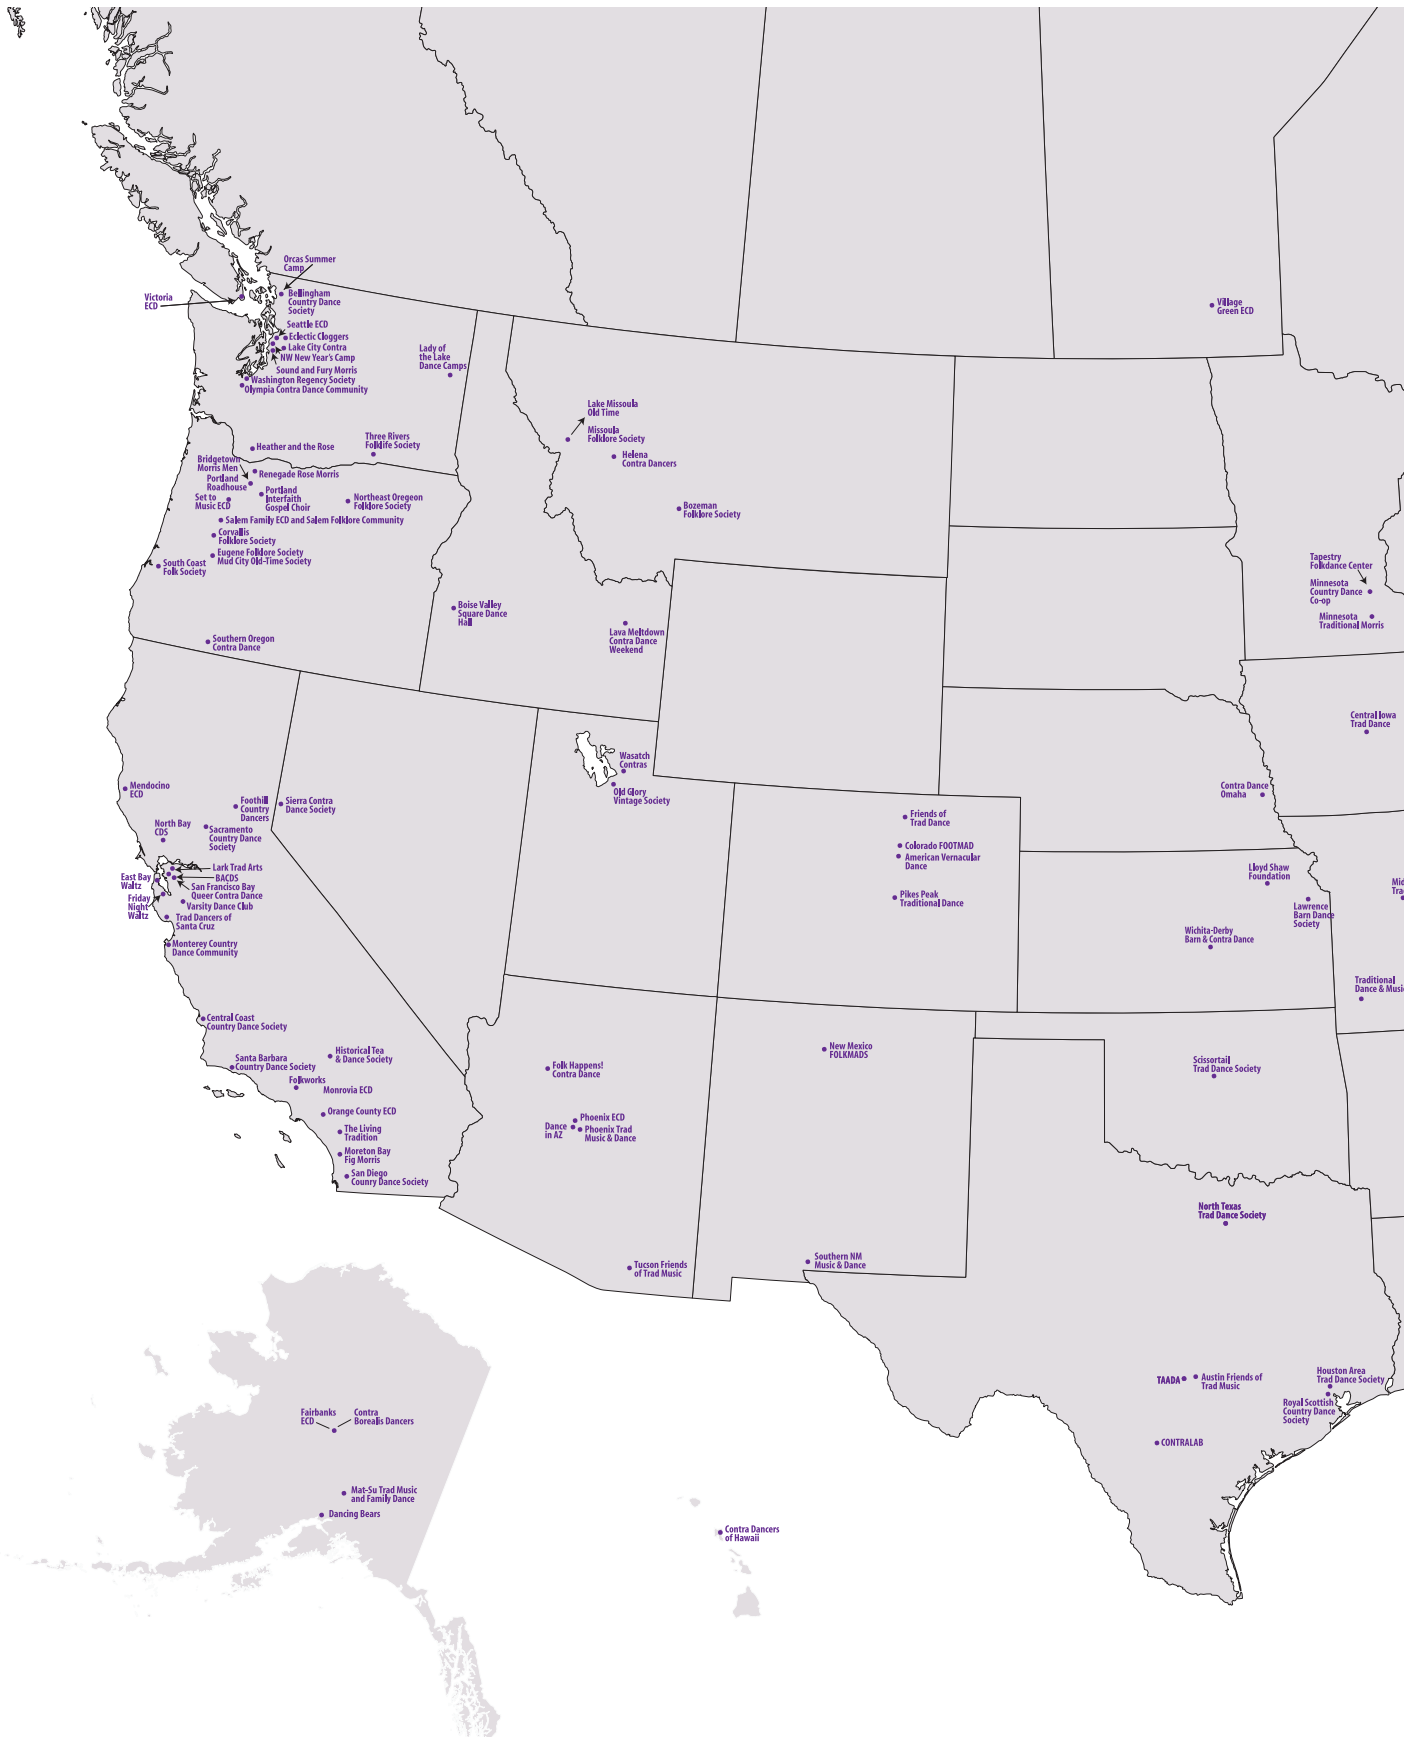 Orcas Summer
Camp
Victoria
ECD
Bellingham
Country Dance
Society
Village
Green ECD
Seattle ECD
Eclectic Cloggers
Lake City Contra
NW New Year's Camp
Sound and Fury Morris
Washington Regency Society
Olympia Contra Dance Community
Lady of
the Lake
Dance Camps
Lake Missoula
Old Time
Missoula
Folklore Society
Helena
Contra Dancers
Bozeman
Folklore Society
Heather and the Rose
Three Rivers
Folklife Society
Bridgetown
Morris Men
Renegade Rose Morris
Portland
Roadhouse
Set to
Music ECD
Portland
Interfaith
Gospel Choir
Northeast Oregeon
Folklore Society
Salem Family ECD and Salem Folklore Community
Corvallis
Folklore Society
Eugene Folklore Society
Mud City Old-Time Society
South Coast
Folk Society
Southern Oregon
Contra Dance
Boise Valley
Square Dance
Hall
Lava Meltdown
Contra Dance
Weekend
Tapestry
Folkdance Center
Minnesota
Country Dance
Co-op
Minnesota
Traditional Morris
Central Iowa
Trad Dance
Wasatch
Contras
Old Glory
Vintage Society
Contra Dance
Omaha
Mendocino
ECD
Foothill
Country
Dancers
Sierra Contra
Dance Society
North Bay
CDS
Sacramento
Country Dance
Society
Lark Trad Arts
BACDS
East Bay
Waltz
San Francisco Bay
Queer Contra Dance
Friday
Night
Waltz
Varsity Dance Club
Trad Dancers of
Santa Cruz
Monterey Country
Dance Community
Friends of
Trad Dance
Colorado FOOTMAD
American Vernacular
Dance
Pikes Peak
Traditional Dance
Lloyd Shaw
Foundation
Lawrence
Barn Dance
Society
Mid
Tra
Wichita-Derby
Barn & Contra Dance
Traditional
Dance & Musi
Central Coast
Country Dance Society
Santa Barbara
Country Dance Society
Historical Tea
& Dance Society
Folkworks
Monrovia ECD
Orange County ECD
The Living
Tradition
Moreton Bay
Fig Morris
San Diego
Counry Dance Society
Folk Happens!
Contra Dance
Phoenix ECD
Dance
in AZ
Phoenix Trad
Music & Dance
Tucson Friends
of Trad Music
New Mexico
FOLKMADS
Southern NM
Music & Dance
Scissortail
Trad Dance Society
North Texas
Trad Dance Society
TAADA
Austin Friends of
Trad Music
Houston Area
Trad Dance Society
Royal Scottish
Country Dance
Society
CONTRALAB
Fairbanks
ECD
Contra
Borealis Dancers
Mat-Su Trad Music
and Family Dance
Dancing Bears
Contra Dancers
of Hawaii